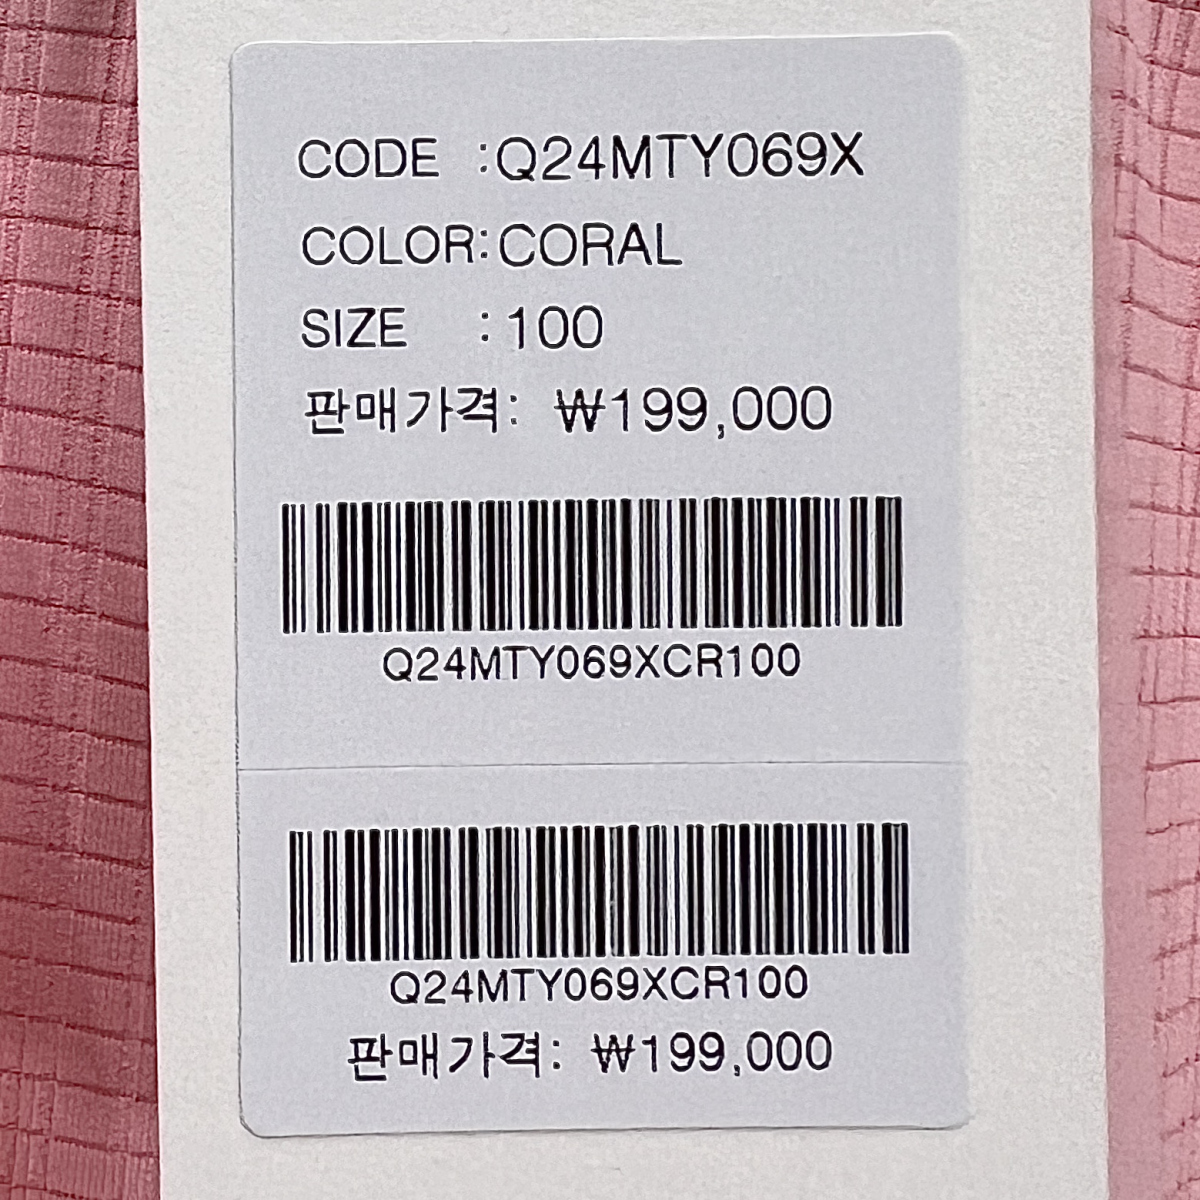 CODE :Q24MTY069X
COLOR:CORAL
SIZE :100
판매가격: ₩199,000
Q24MTY069XCR100
Q24MTY069XCR100
판매가격: ₩199,000